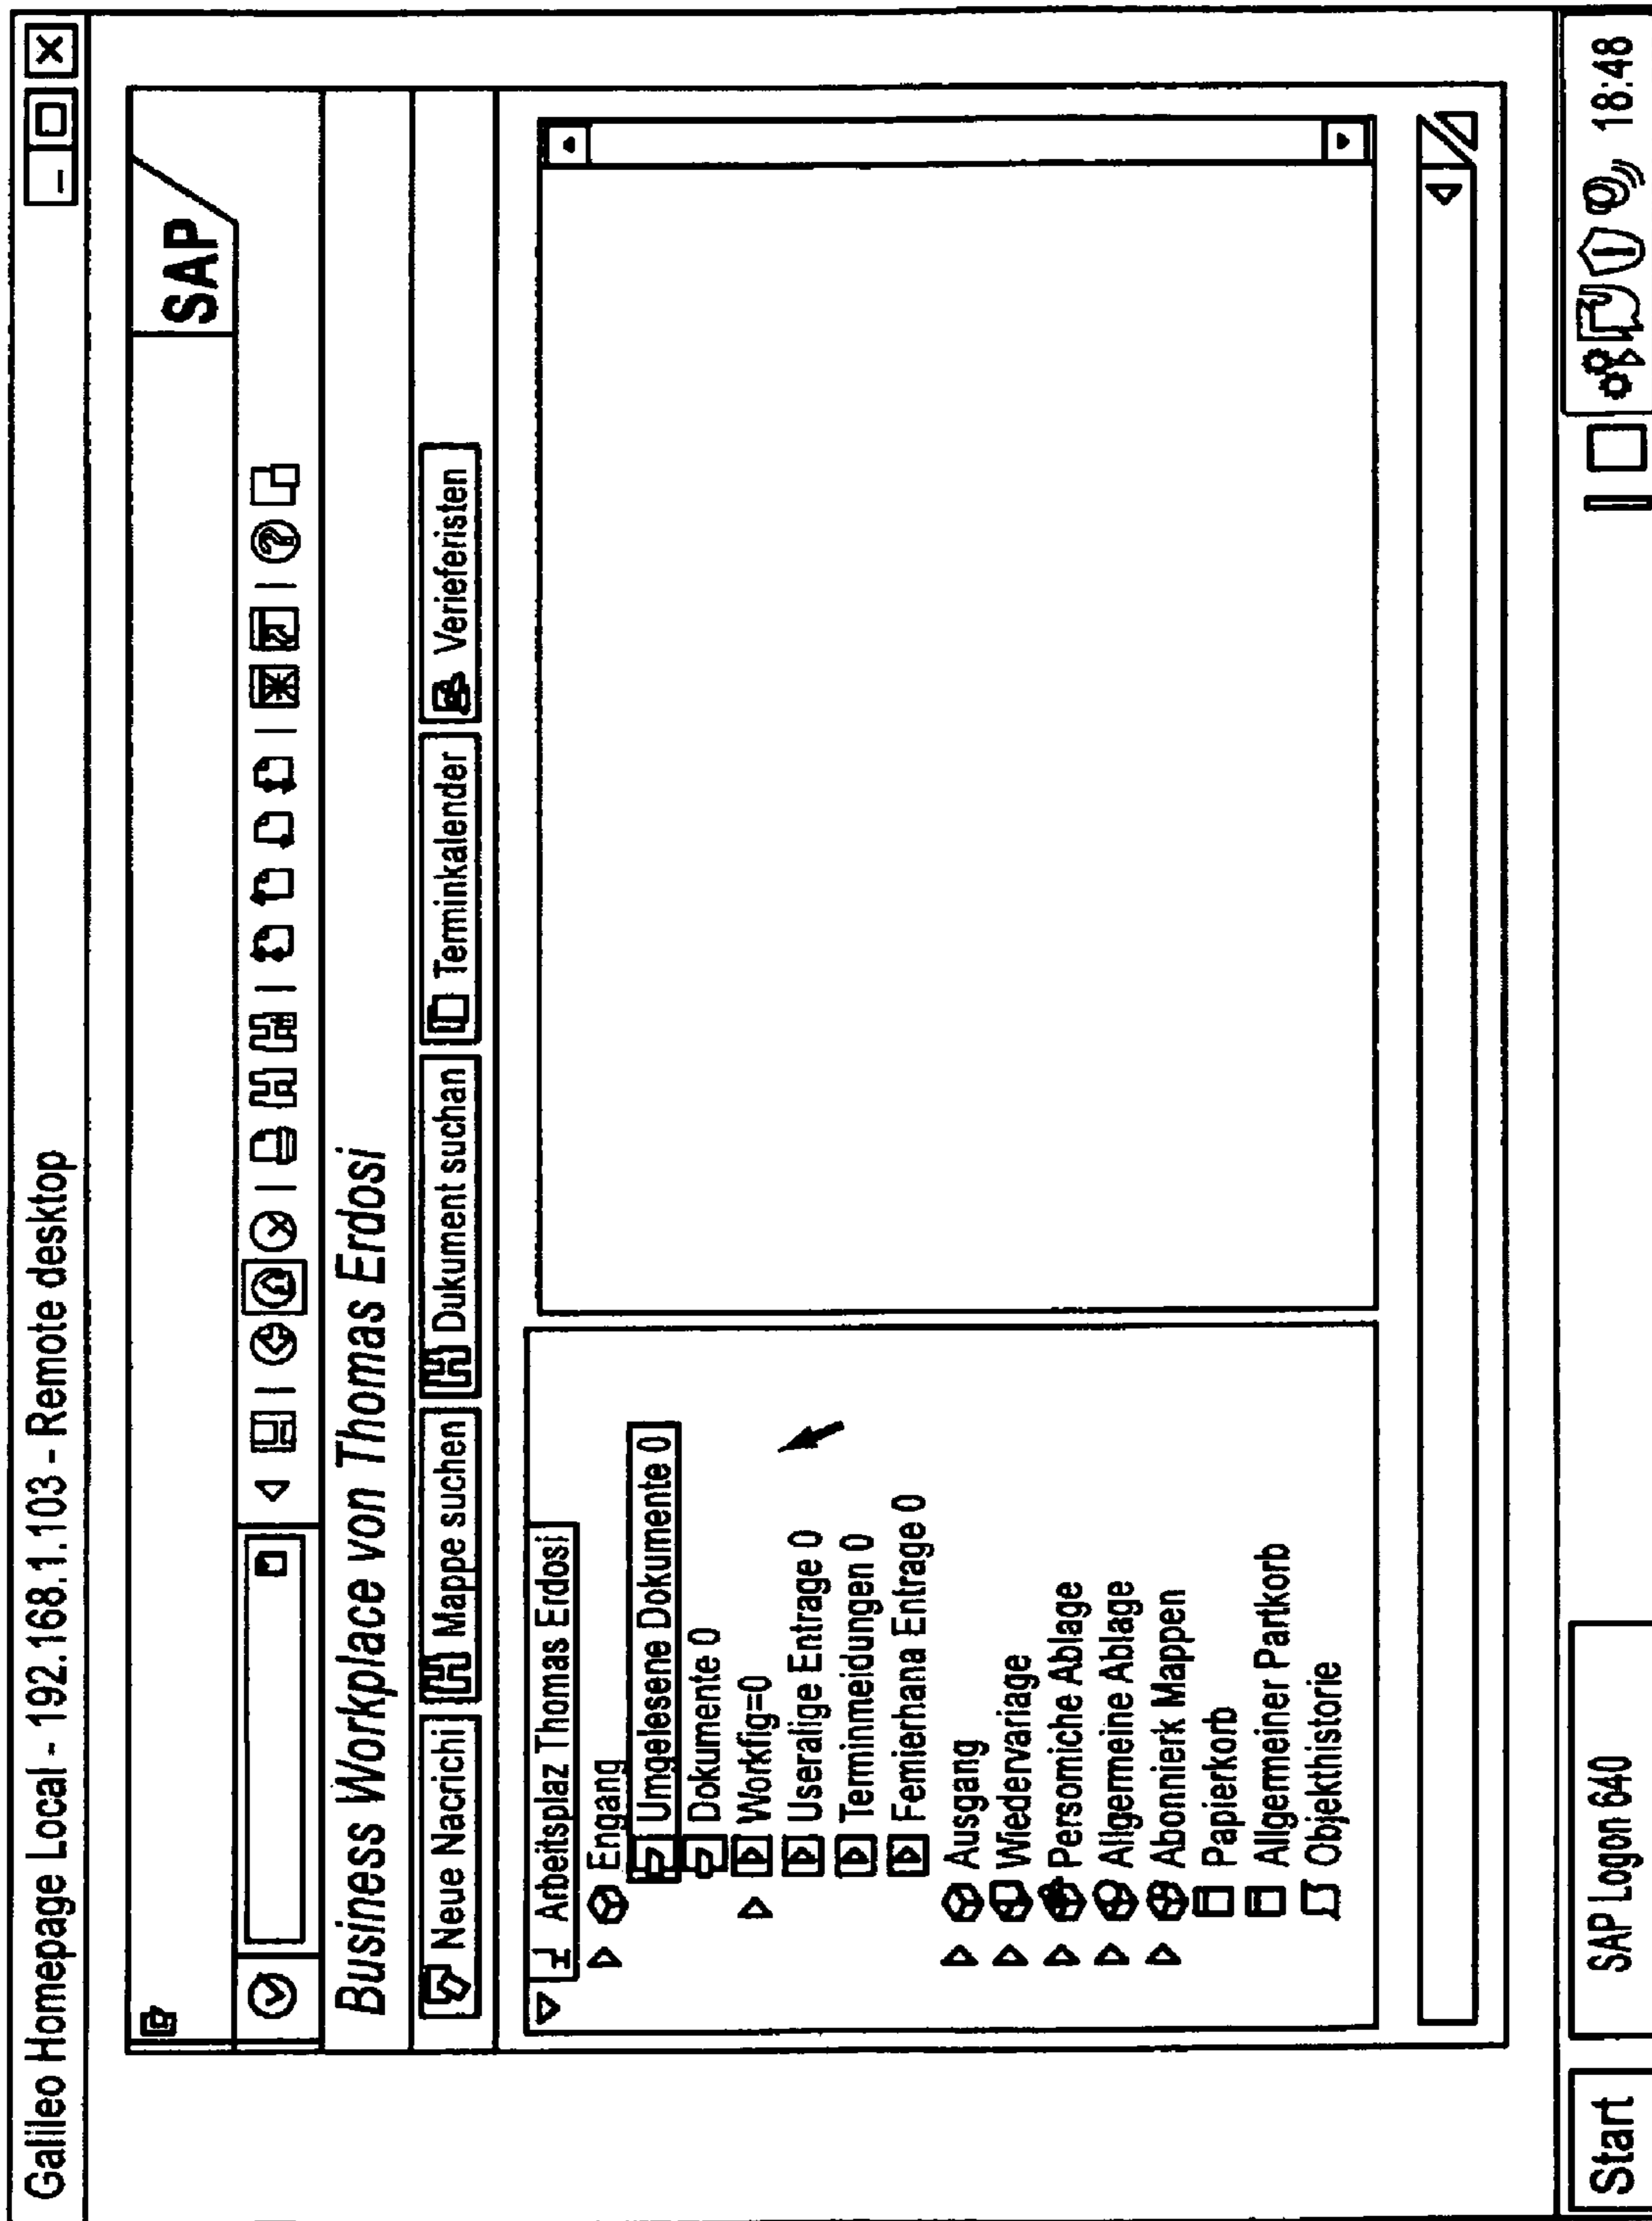 Galileo Homepage Local - 192.168.1.103 - Remote desktop
SAP
Business Workplace von Thomas Erdosi
Neue Nacrichi Mappe suchen Dukument suchan Terminkalender Verieferisten
Arbeitsplaz Thomas Erdosi
Engang
Umgelesene Dokumente 0
Dokumente 0
Workfig=0
Useralige Entrage 0
Terminmeidungen 0
Femierhana Entrage 0
Ausgang
Wiedervariage
Persomiche Ablage
Allgermeine Ablage
Abonnierk Mappen
Papierkorb
Allgermeiner Partkorb
Objekthistorie
Start SAP Logon 640 18:48